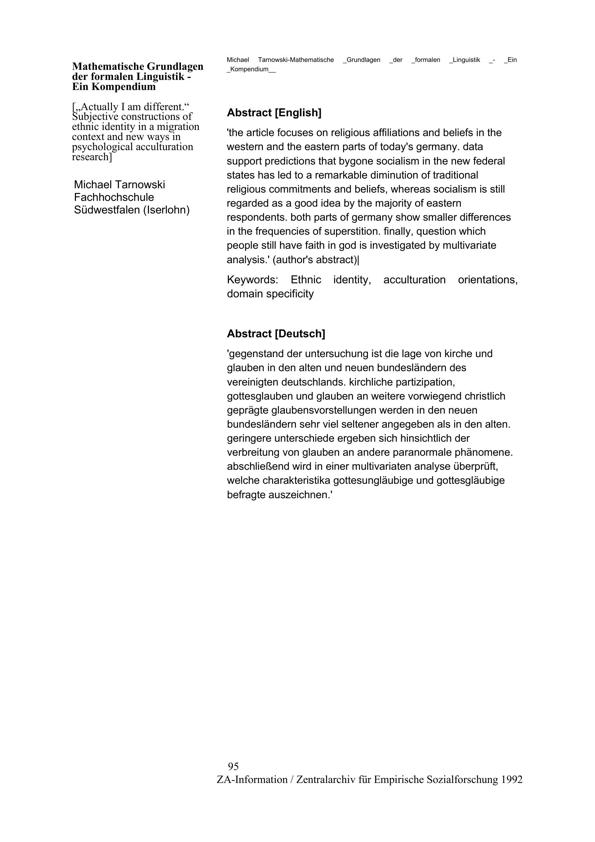 Mathematische Grundlagen
der formalen Linguistik -
Ein Kompendium
[„Actually I am different.“
Subjective constructions of
ethnic identity in a migration
context and new ways in
psychological acculturation
research]
Michael Tarnowski
Fachhochschule
Südwestfalen (Iserlohn)
Michael Tarnowski-Mathematische _Grundlagen _der _formalen _Linguistik _- _Ein
_Kompendium__
Abstract [English]
'the article focuses on religious affiliations and beliefs in the
western and the eastern parts of today's germany. data
support predictions that bygone socialism in the new federal
states has led to a remarkable diminution of traditional
religious commitments and beliefs, whereas socialism is still
regarded as a good idea by the majority of eastern
respondents. both parts of germany show smaller differences
in the frequencies of superstition. finally, question which
people still have faith in god is investigated by multivariate
analysis.' (author's abstract)|
Keywords: Ethnic identity, acculturation orientations,
domain specificity
Abstract [Deutsch]
'gegenstand der untersuchung ist die lage von kirche und
glauben in den alten und neuen bundesländern des
vereinigten deutschlands. kirchliche partizipation,
gottesglauben und glauben an weitere vorwiegend christlich
geprägte glaubensvorstellungen werden in den neuen
bundesländern sehr viel seltener angegeben als in den alten.
geringere unterschiede ergeben sich hinsichtlich der
verbreitung von glauben an andere paranormale phänomene.
abschließend wird in einer multivariaten analyse überprüft,
welche charakteristika gottesungläubige und gottesgläubige
befragte auszeichnen.'
95
ZA-Information / Zentralarchiv für Empirische Sozialforschung 1992